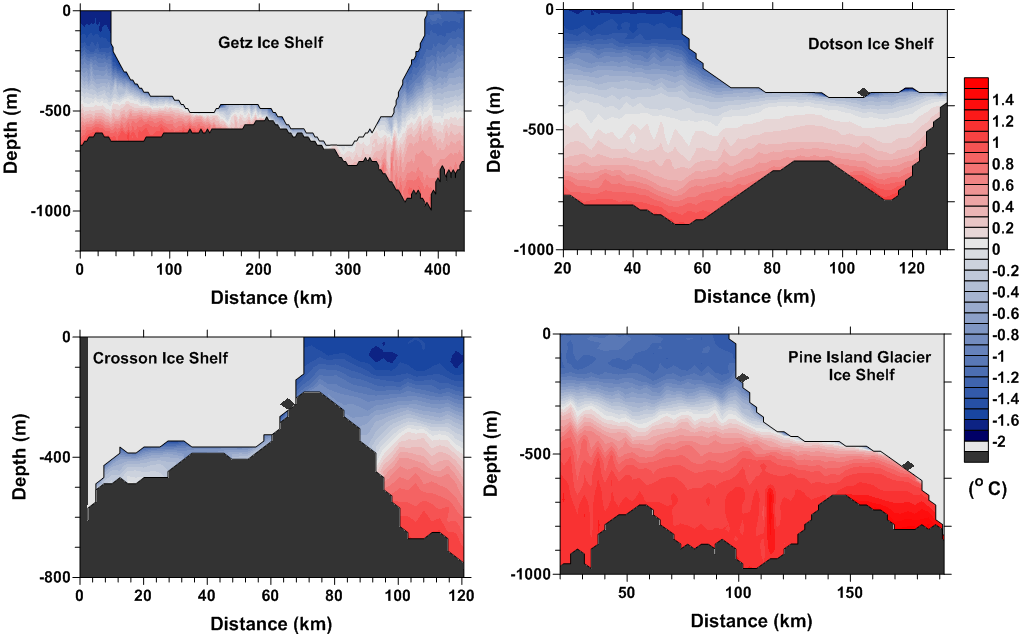 0
-500
-1000
Depth (m)
Getz Ice Shelf
0 100 200 300 400
Distance (km)
0
-500
-1000
Depth (m)
Dotson Ice Shelf
20 40 60 80 100 120
Distance (km)
0
-400
-800
Depth (m)
Crosson Ice Shelf
0 20 40 60 80 100 120
Distance (km)
0
-500
-1000
Depth (m)
Pine Island Glacier
Ice Shelf
50 100 150
Distance (km)
1.4
1.2
1
0.8
0.6
0.4
0.2
0
-0.2
-0.4
-0.6
-0.8
-1
-1.2
-1.4
-1.6
-2
(° C)